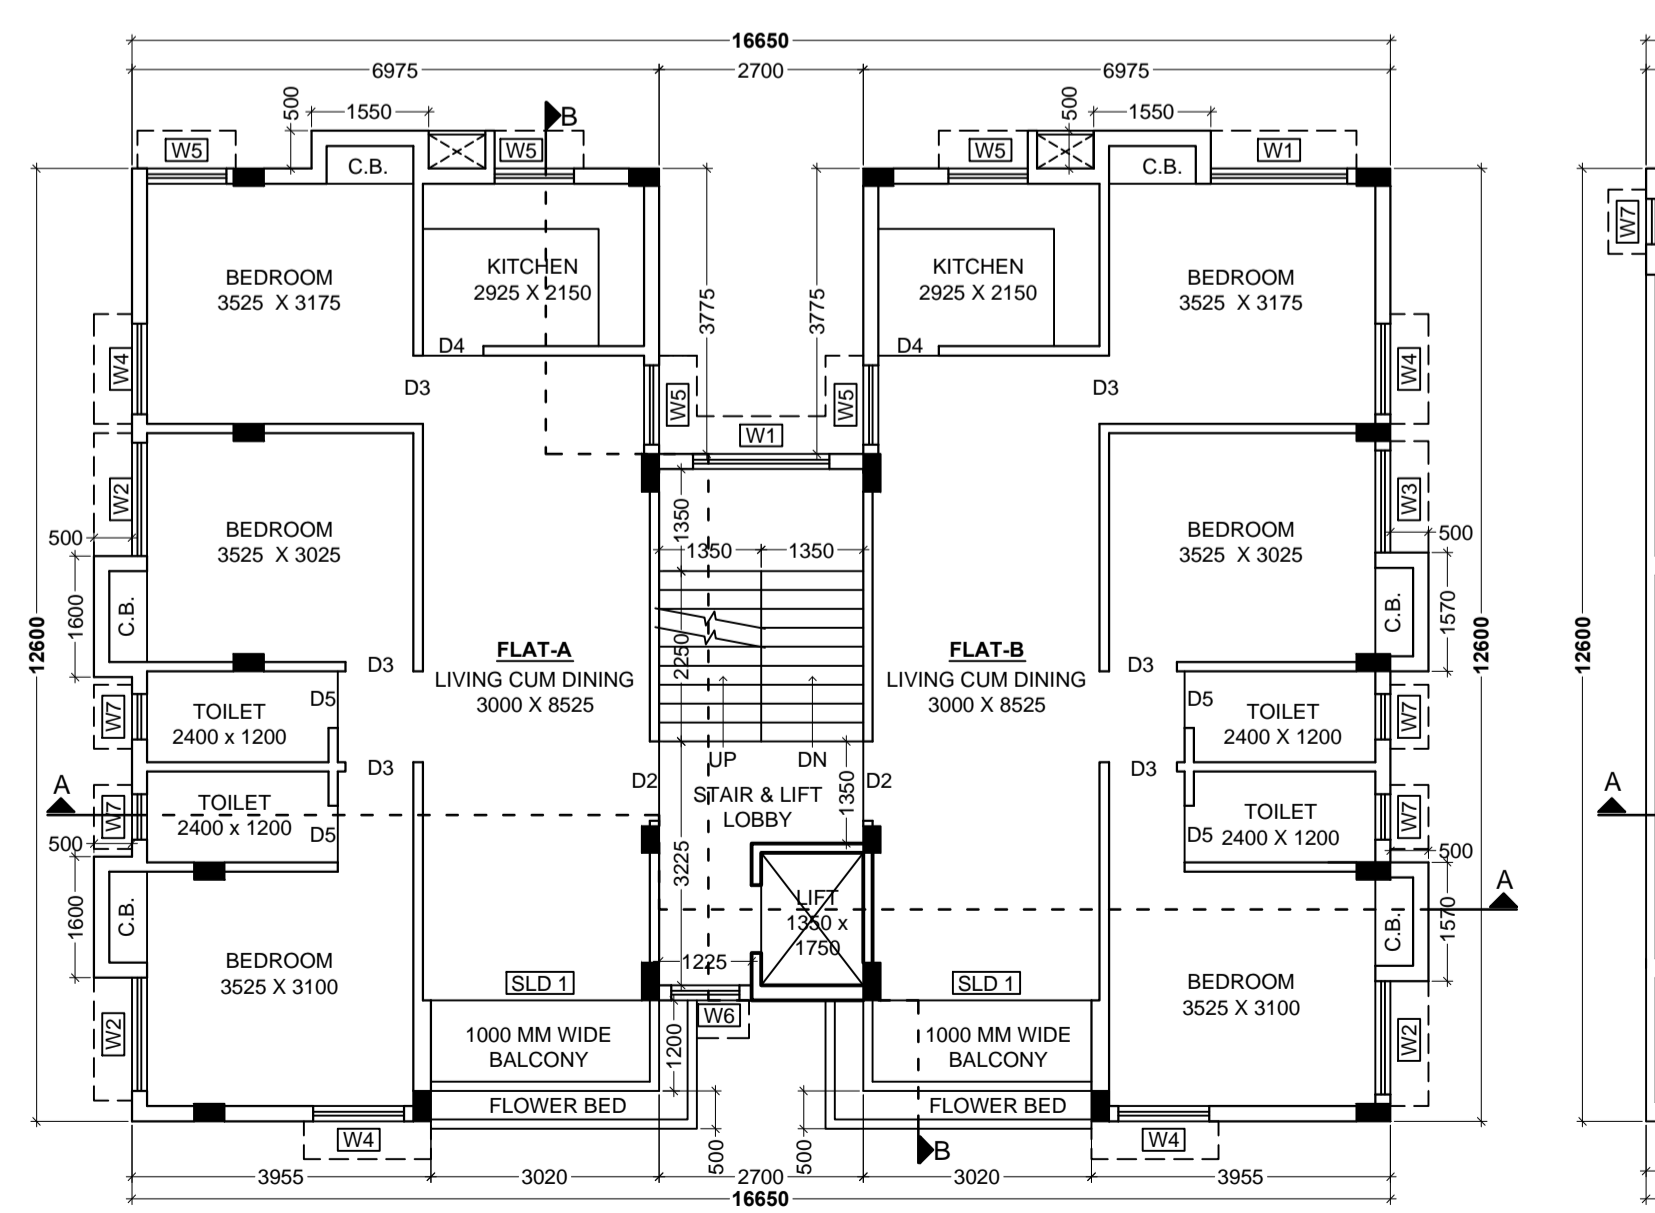 16650
6975
2700
6975
500
1550
B
500
1550
W5
W5
W5
W1
C.B.
C.B.
W7
BEDROOM
3525 X 3175
KITCHEN
2925 X 2150
KITCHEN
2925 X 2150
BEDROOM
3525 X 3175
3775
3775
W4
D4
D4
W4
D3
D3
W5
W5
W1
W2
W3
1350
500
BEDROOM
3525 X 3025
1350
1350
BEDROOM
3525 X 3025
500
1600
C.B.
C.B.
1570
12600
12600
12600
FLAT-A
LIVING CUM DINING
3000 X 8525
2250
FLAT-B
LIVING CUM DINING
3000 X 8525
D3
D3
D5
D5
W7
TOILET
2400 x 1200
TOILET
2400 X 1200
W7
UP
DN
D3
D2
D2
D3
A
STAIR & LIFT
LOBBY
1350
A
W7
TOILET
2400 x 1200
D5
D5
TOILET
2400 X 1200
W7
500
500
3225
A
LIFT
1350 x
1750
1600
C.B.
C.B.
1570
BEDROOM
3525 X 3100
1225
BEDROOM
3525 X 3100
SLD 1
SLD 1
W6
W2
W2
1000 MM WIDE
BALCONY
1200
1000 MM WIDE
BALCONY
FLOWER BED
FLOWER BED
W4
500
500
B
W4
3955
3020
2700
3020
3955
16650